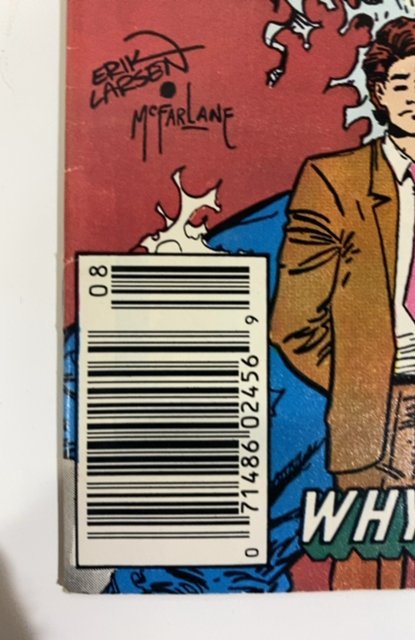 ERIK
LARSEN
McFARLANE
08
0 71486 02456 9
WHY